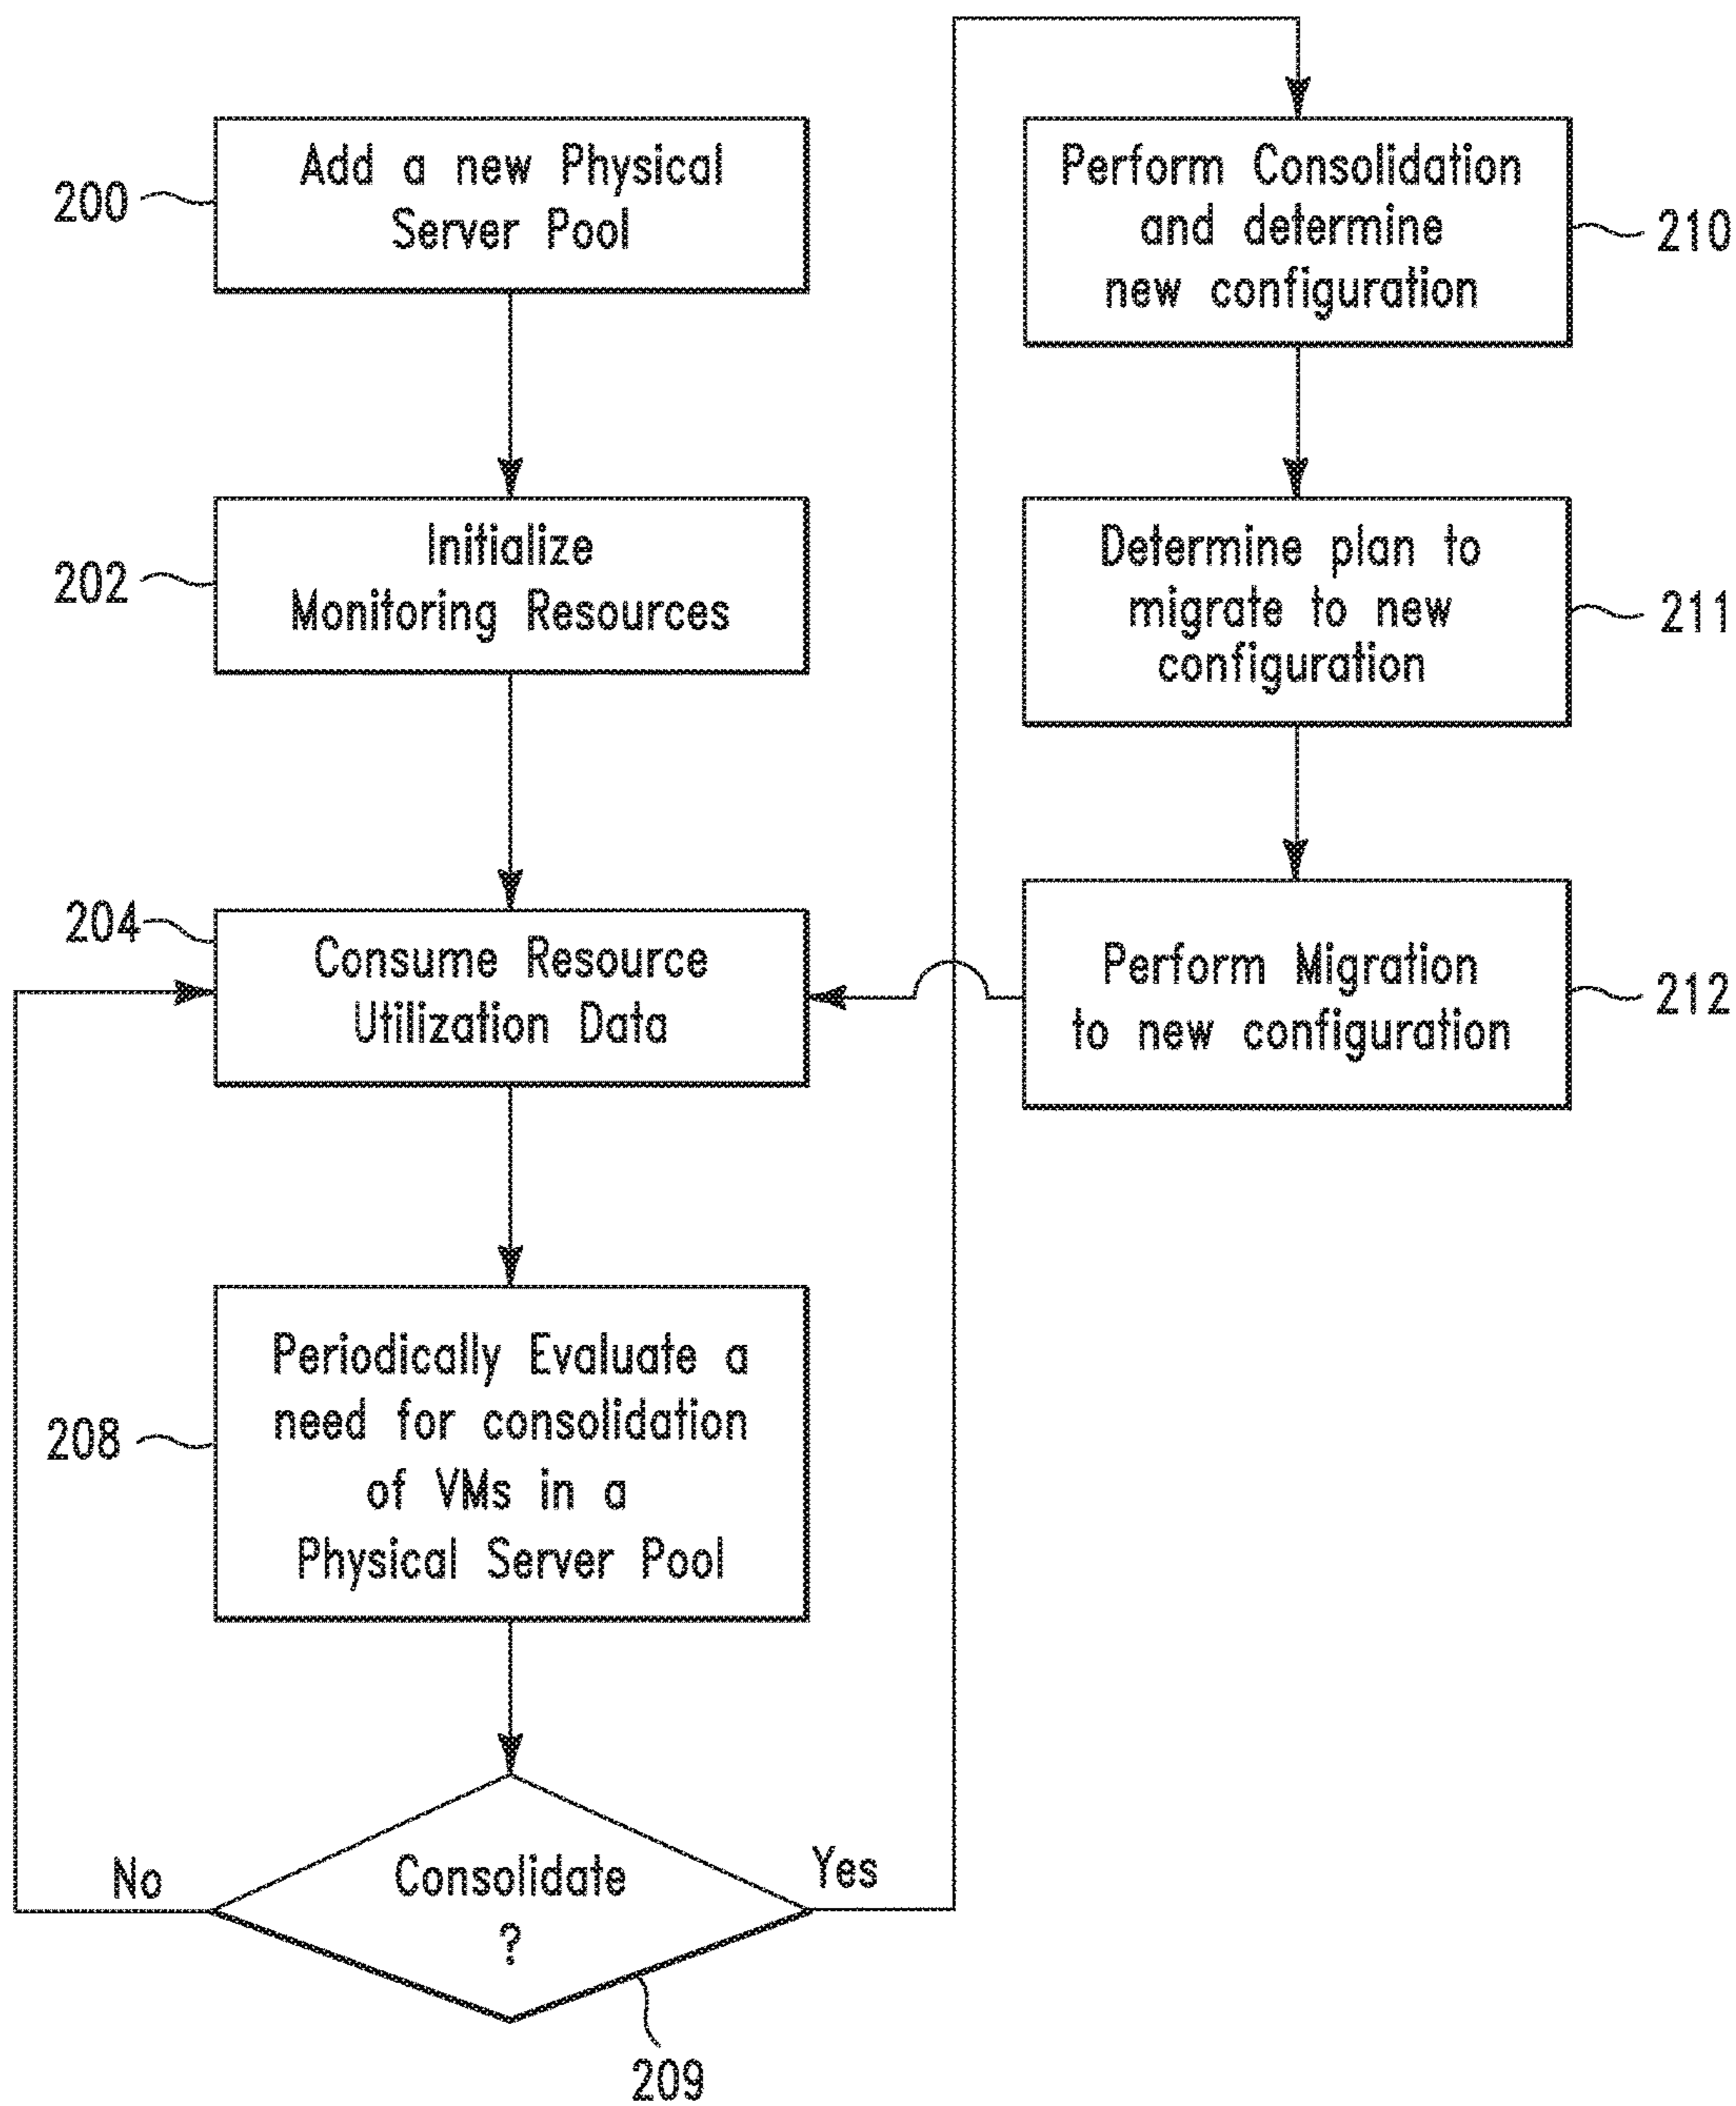 200
Add a new Physical
Server Pool
202
Initialize
Monitoring Resources
204
Consume Resource
Utilization Data
208
Periodically Evaluate a
need for consolidation
of VMs in a
Physical Server Pool
No
Consolidate
?
Yes
209
Perform Consolidation
and determine
new configuration
210
Determine plan to
migrate to new
configuration
211
Perform Migration
to new configuration
212